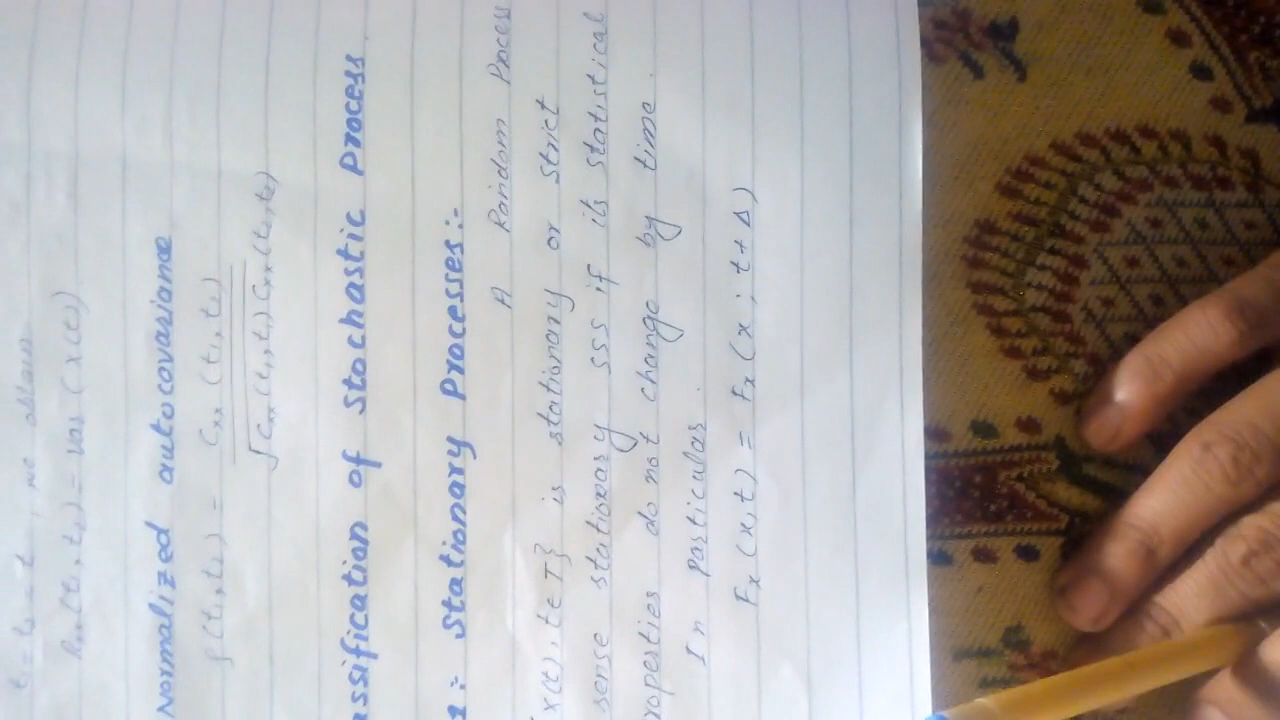 t₁ = t₂ = t, we obtain
(t₁, t₂) = var (X(t))
Normalized autocovariance
ρ(t₁,t₂) = Cxx (t₁,t₂)
√Cxx(t₁,t₁)Cxx(t₂,t₂)
assification of Stochastic Process
1:- Stationary Processes:-
A Random Process
X(t), t∈T} is stationary or strict
sense stationary SSS if its statistical
roperties do not change by time.
In particular.
Fx (x,t) = Fx (x; t+Δ)